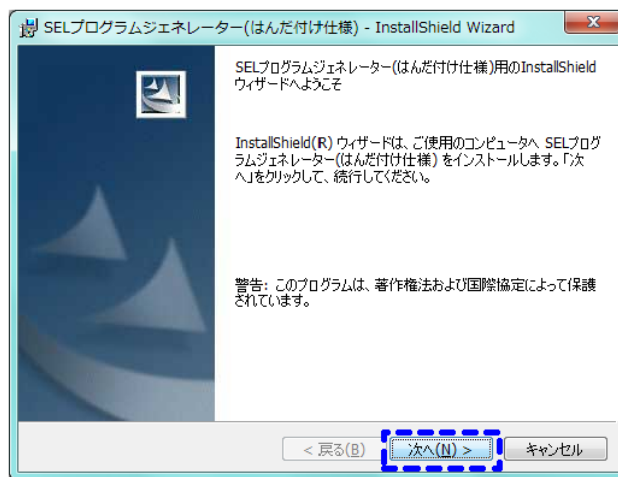 SELプログラムジェネレーター(はんだ付け仕様) - InstallShield Wizard
SELプログラムジェネレーター(はんだ付け仕様)用のInstallShield
ウィザードへようこそ
InstallShield(R) ウィザードは、ご使用のコンピュータへ SELプログ
ラムジェネレーター(はんだ付け仕様) をインストールします。「次
へ」をクリックして、続行してください。
警告: このプログラムは、著作権法および国際協定によって保護
されています。
< 戻る(B) 次へ(N) > キャンセル